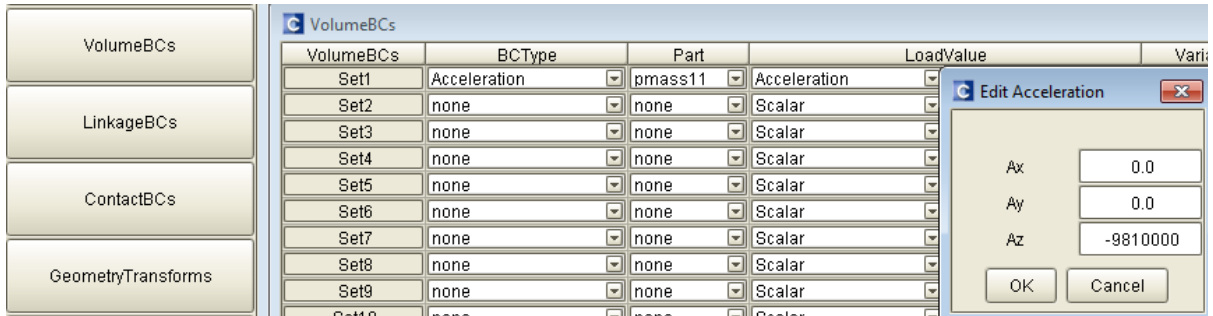 VolumeBCs
LinkageBCs
ContactBCs
GeometryTransforms
C VolumeBCs
VolumeBCs BCType Part LoadValue Varia
Set1 Acceleration pmass11 Acceleration
Set2 none none Scalar
Set3 none none Scalar
Set4 none none Scalar
Set5 none none Scalar
Set6 none none Scalar
Set7 none none Scalar
Set8 none none Scalar
Set9 none none Scalar
C Edit Acceleration
Ax 0.0
Ay 0.0
Az -9810000
OK Cancel